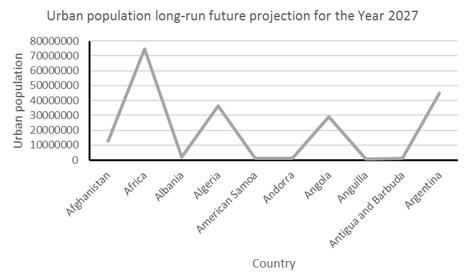 Urban population long-run future projection for the Year 2027
Urban population
80000000
70000000
60000000
50000000
40000000
30000000
20000000
10000000
0
Afghanistan
Africa
Albania
Algeria
American Samoa
Andorra
Angola
Anguilla
Antigua and Barbuda
Argentina
Country